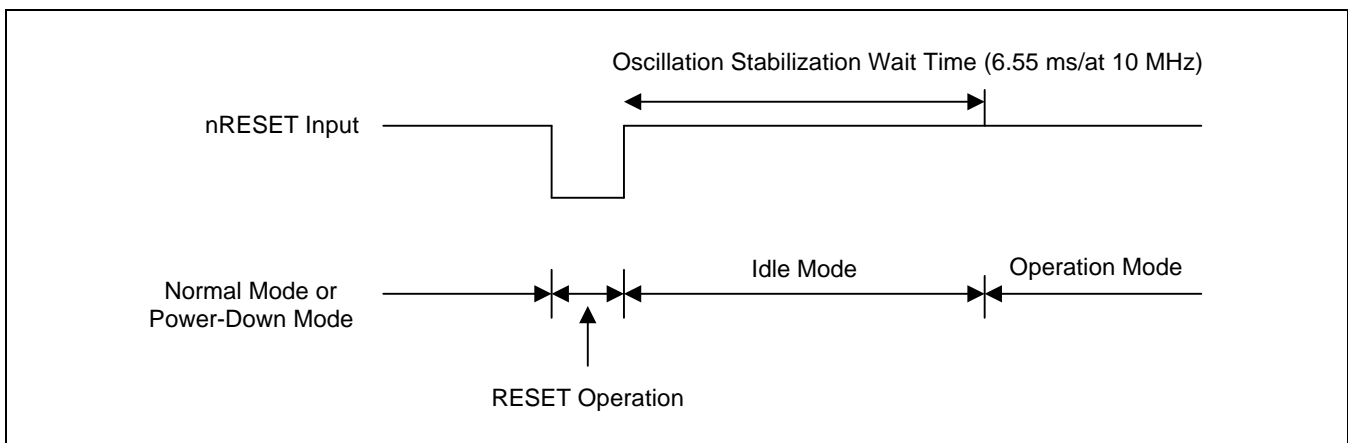 Oscillation Stabilization Wait Time (6.55 ms/at 10 MHz)
nRESET Input
Idle Mode
Operation Mode
Normal Mode or
Power-Down Mode
RESET Operation